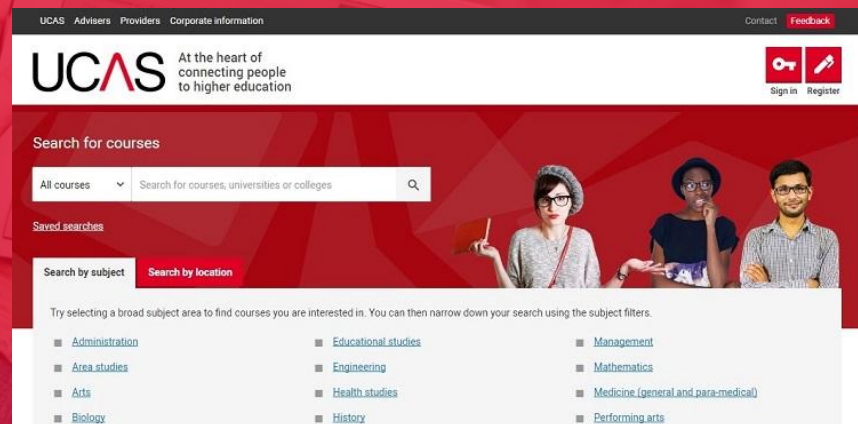 UCAS Advisers Providers Corporate information Contact Feedback
UCAS
At the heart of
connecting people
to higher education
Sign in Register
Search for courses
All courses Search for courses, universities or colleges
Saved searches
Search by subject Search by location
Try selecting a broad subject area to find courses you are interested in. You can then narrow down your search using the subject filters.
Administration Educational studies Management
Area studies Engineering Mathematics
Arts Health studies Medicine (general and para-medical)
Biology History Performing arts